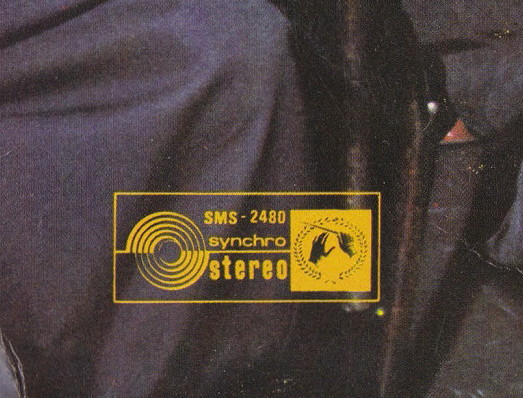 SMS - 2480
synchro
stereo